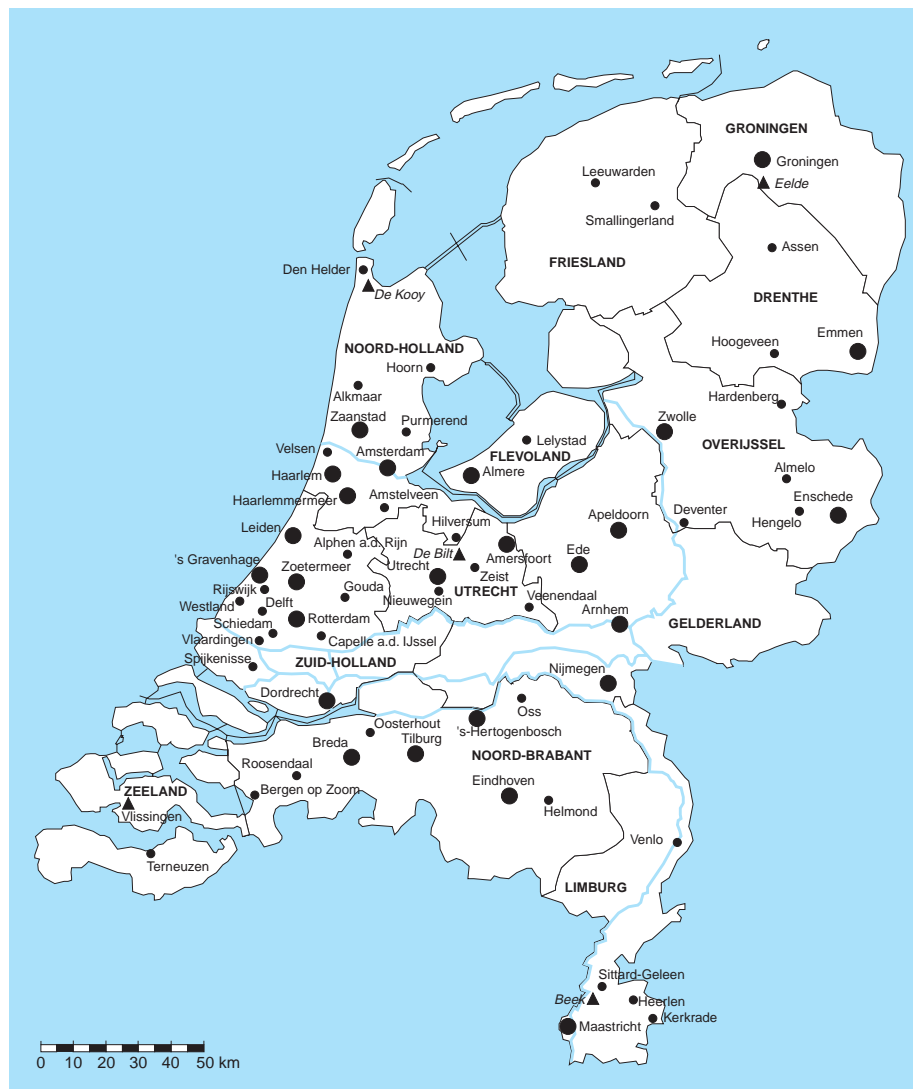 GRONINGEN
Groningen
Eelde
Leeuwarden
Smallingerland
Assen
FRIESLAND
Den Helder
De Kooy
DRENTHE
Emmen
NOORD-HOLLAND
Hoogeveen
Hoorn
Alkmaar
Hardenberg
Zaanstad
Purmerend
Zwolle
Lelystad
OVERIJSSEL
Velsen
Amsterdam
FLEVOLAND
Haarlem
Almere
Almelo
Haarlemmermeer
Amstelveen
Enschede
Apeldoorn
Deventer
Hengelo
Leiden
Hilversum
Alphen a.d. Rijn
De Bilt
Amersfoort
Ede
's Gravenhage
Zoetermeer
Utrecht
Zeist
Rijswijk
Gouda
UTRECHT
Veenendaal
Westland
Delft
Nieuwegein
Arnhem
Schiedam
Rotterdam
GELDERLAND
Vlaardingen
Capelle a.d. IJssel
Spijkenisse
ZUID-HOLLAND
Nijmegen
Dordrecht
Oss
Oosterhout
's-Hertogenbosch
Breda
Tilburg
NOORD-BRABANT
Roosendaal
Eindhoven
ZEELAND
Bergen op Zoom
Vlissingen
Helmond
Venlo
Terneuzen
LIMBURG
Sittard-Geleen
Beek
Heerlen
Kerkrade
Maastricht
0 10 20 30 40 50 km